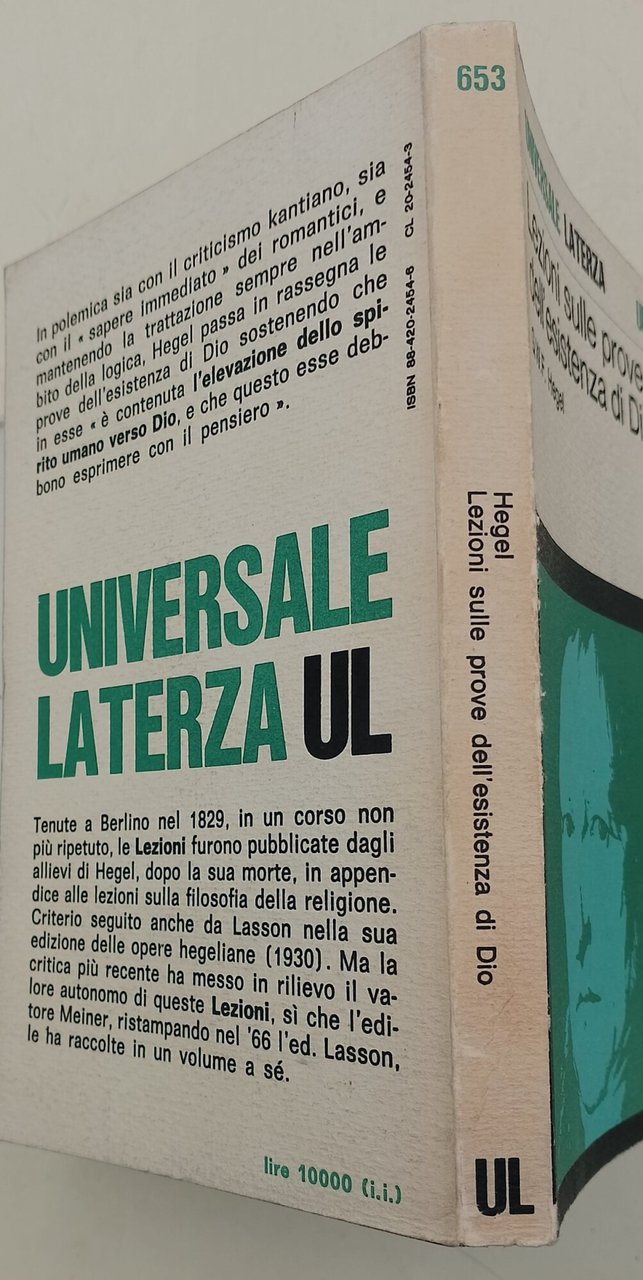 In polemica sia con il criticismo kantiano, sia
con il « sapere immediato » dei romantici, e
mantenendo la trattazione sempre nell'am-
bito della logica, Hegel passa in rassegna le
prove dell'esistenza di Dio sostenendo che
in esse « è contenuta l'elevazione dello spi-
rito umano verso Dio, e che questo esse deb-
bono esprimere con il pensiero ».
ISBN 88-420-2454-6 CL 20-2454-3
UNIVERSALE
LATERZA UL
Tenute a Berlino nel 1829, in un corso non
più ripetuto, le Lezioni furono pubblicate dagli
allievi di Hegel, dopo la sua morte, in appen-
dice alle lezioni sulla filosofia della religione.
Criterio seguito anche da Lasson nella sua
edizione delle opere hegeliane (1930). Ma la
critica più recente ha messo in rilievo il va-
lore autonomo di queste Lezioni, sì che l'edi-
tore Meiner, ristampando nel '66 l'ed. Lasson,
le ha raccolte in un volume a sé.
lire 10000 (i.i.)
653
Hegel
Lezioni sulle prove dell'esistenza di Dio
UL
UNIVERSALE LATERZA
Lezioni sulle prove
dell'esistenza di Di
G.W.F. Hegel